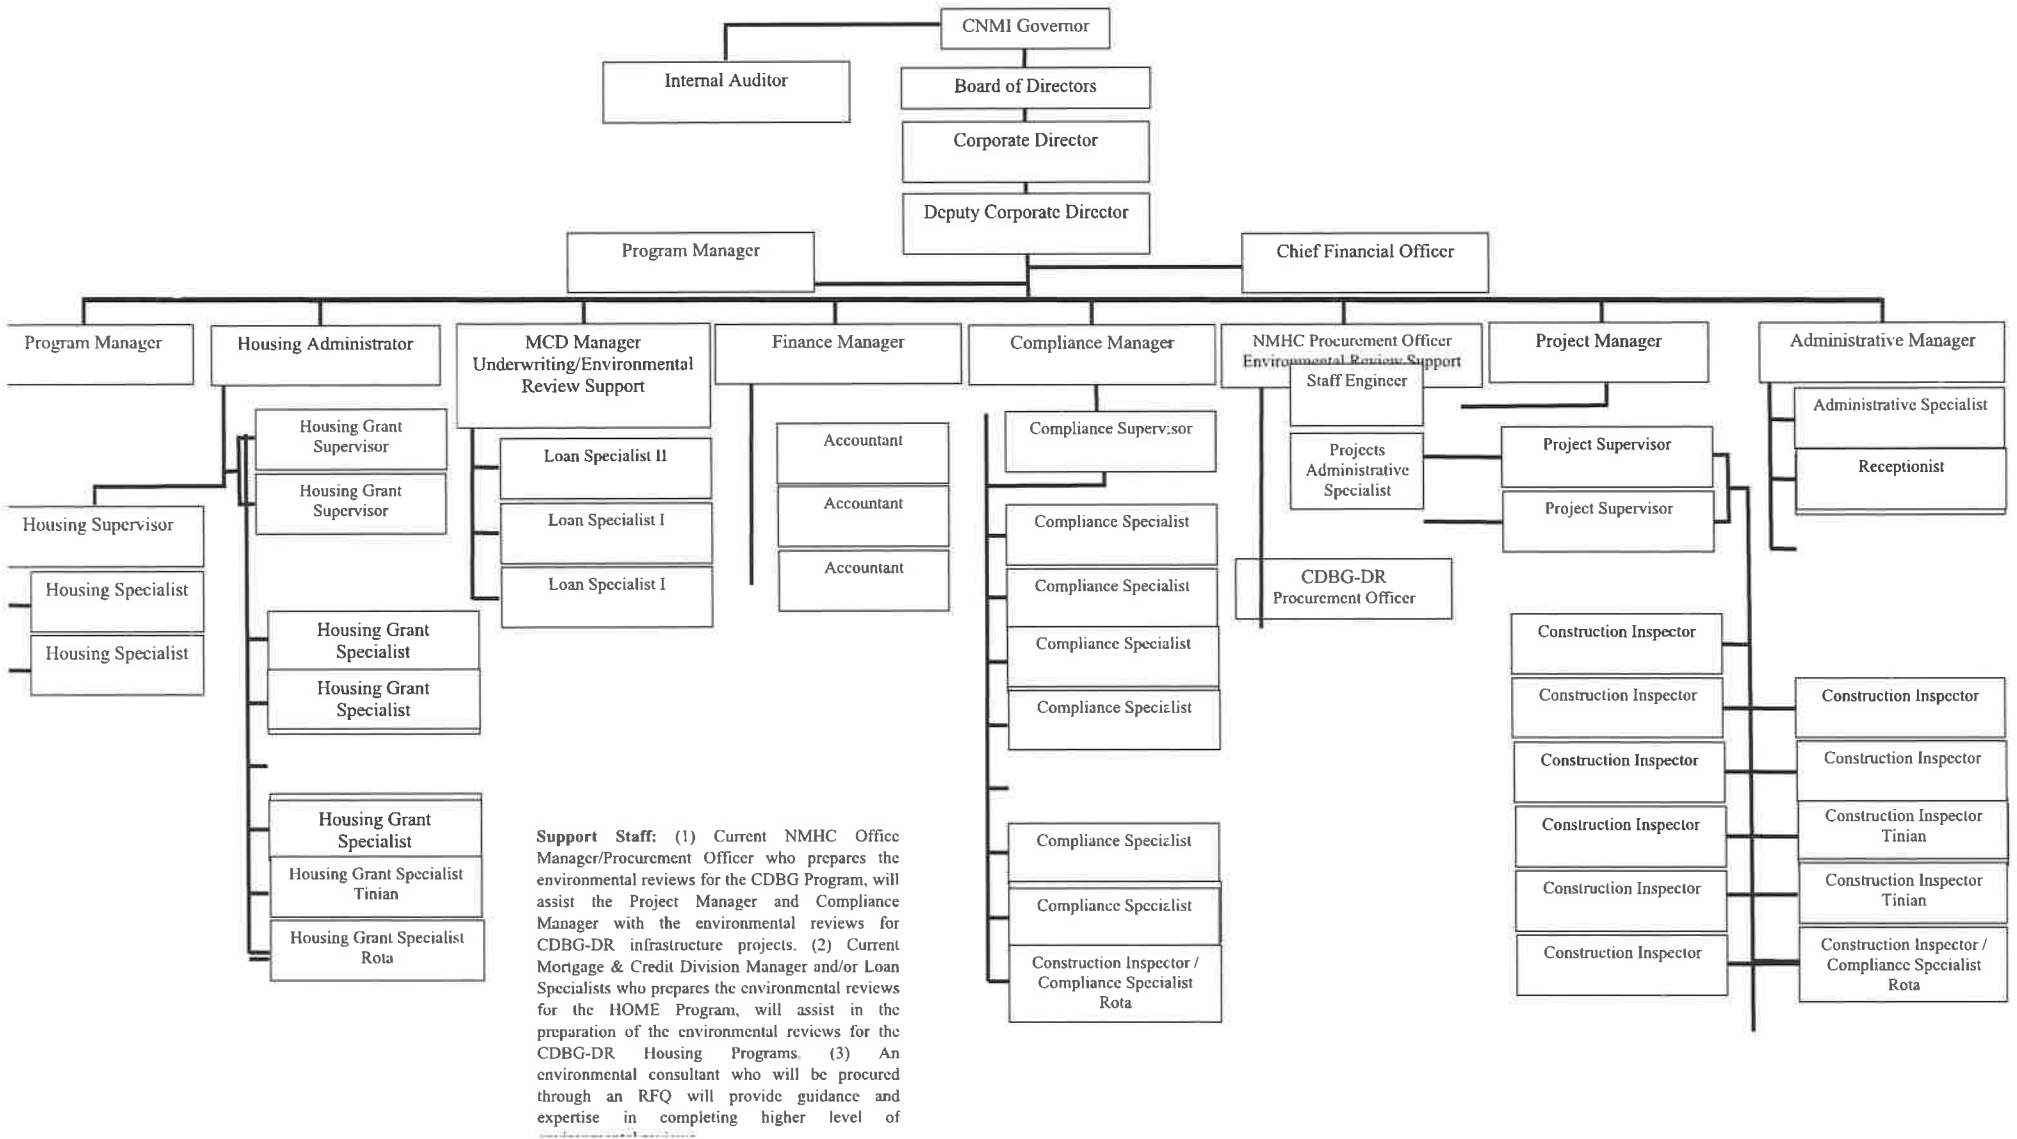 CNMI Governor
Internal Auditor
Board of Directors
Corporate Director
Deputy Corporate Director
Program Manager
Chief Financial Officer
Program Manager
Housing Administrator
MCD Manager
Underwriting/Environmental
Review Support
Finance Manager
Compliance Manager
NMHC Procurement Officer
Environmental Review Support
Project Manager
Administrative Manager
Housing Grant
Supervisor
Housing Grant
Supervisor
Housing Supervisor
Housing Specialist
Housing Specialist
Housing Grant
Specialist
Housing Grant
Specialist
Housing Grant
Specialist
Housing Grant Specialist
Tinian
Housing Grant Specialist
Rota
Loan Specialist II
Loan Specialist I
Loan Specialist I
Accountant
Accountant
Accountant
Compliance Supervisor
Compliance Specialist
Compliance Specialist
Compliance Specialist
Compliance Specialist
Compliance Specialist
Compliance Specialist
Construction Inspector /
Compliance Specialist
Rota
Staff Engineer
Projects
Administrative
Specialist
CDBG-DR
Procurement Officer
Project Supervisor
Project Supervisor
Construction Inspector
Construction Inspector
Construction Inspector
Construction Inspector
Construction Inspector
Construction Inspector
Administrative Specialist
Receptionist
Construction Inspector
Construction Inspector
Construction Inspector
Tinian
Construction Inspector
Tinian
Construction Inspector /
Compliance Specialist
Rota
Support Staff: (1) Current NMHC Office
Manager/Procurement Officer who prepares the
environmental reviews for the CDBG Program, will
assist the Project Manager and Compliance
Manager with the environmental reviews for
CDBG-DR infrastructure projects. (2) Current
Mortgage & Credit Division Manager and/or Loan
Specialists who prepares the environmental reviews
for the HOME Program, will assist in the
preparation of the environmental reviews for the
CDBG-DR Housing Programs. (3) An
environmental consultant who will be procured
through an RFQ will provide guidance and
expertise in completing higher level of